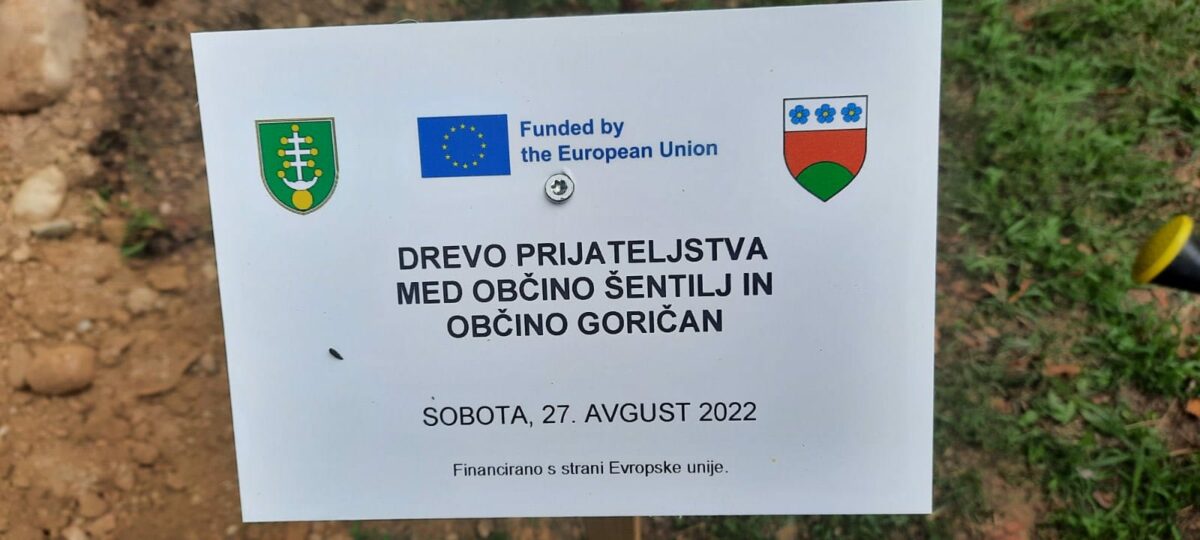 Funded by
the European Union
DREVO PRIJATELJSTVA
MED OBČINO ŠENTILJ IN
OBČINO GORIČAN
SOBOTA, 27. AVGUST 2022
Financirano s strani Evropske unije.